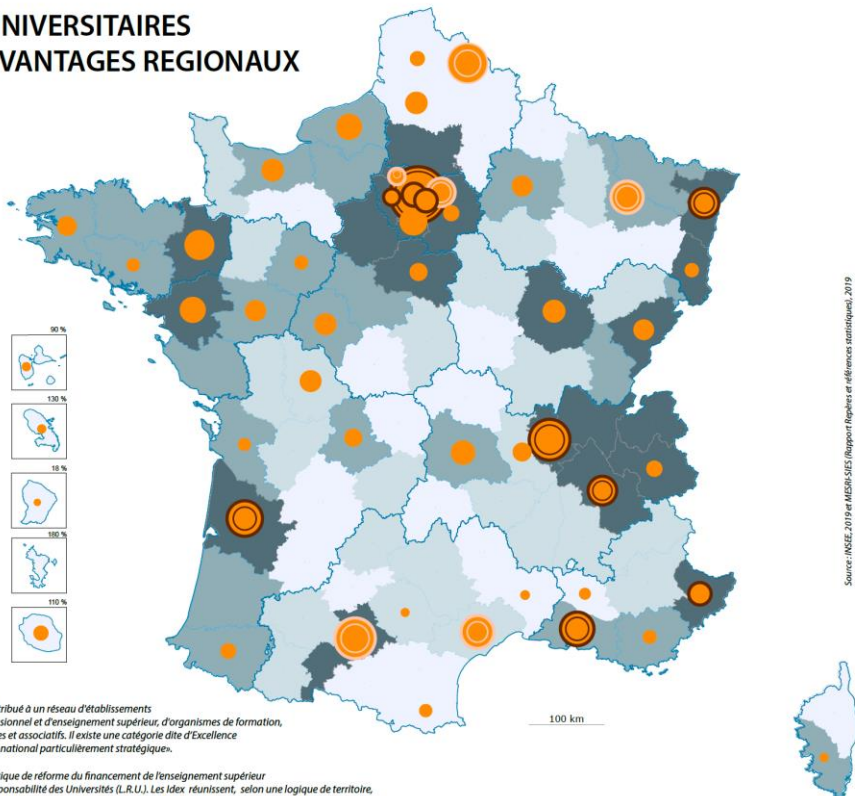 NIVERSITAIRES
VANTAGES REGIONAUX
90 %
130 %
18 %
180 %
110 %
100 km
Source : INSEE, 2019 et MESRI-SIES (Rapport Repères et références statistiques), 2019
tribué à un réseau d'établissements
sionnel et d'enseignement supérieur, d'organismes de formation,
es et associatifs. Il existe une catégorie dite d'Excellence
national particulièrement stratégique».
ique de réforme du financement de l'enseignement supérieur
ponsabilité des Universités (L.R.U.). Les Idex réunissent, selon une logique de territoire,